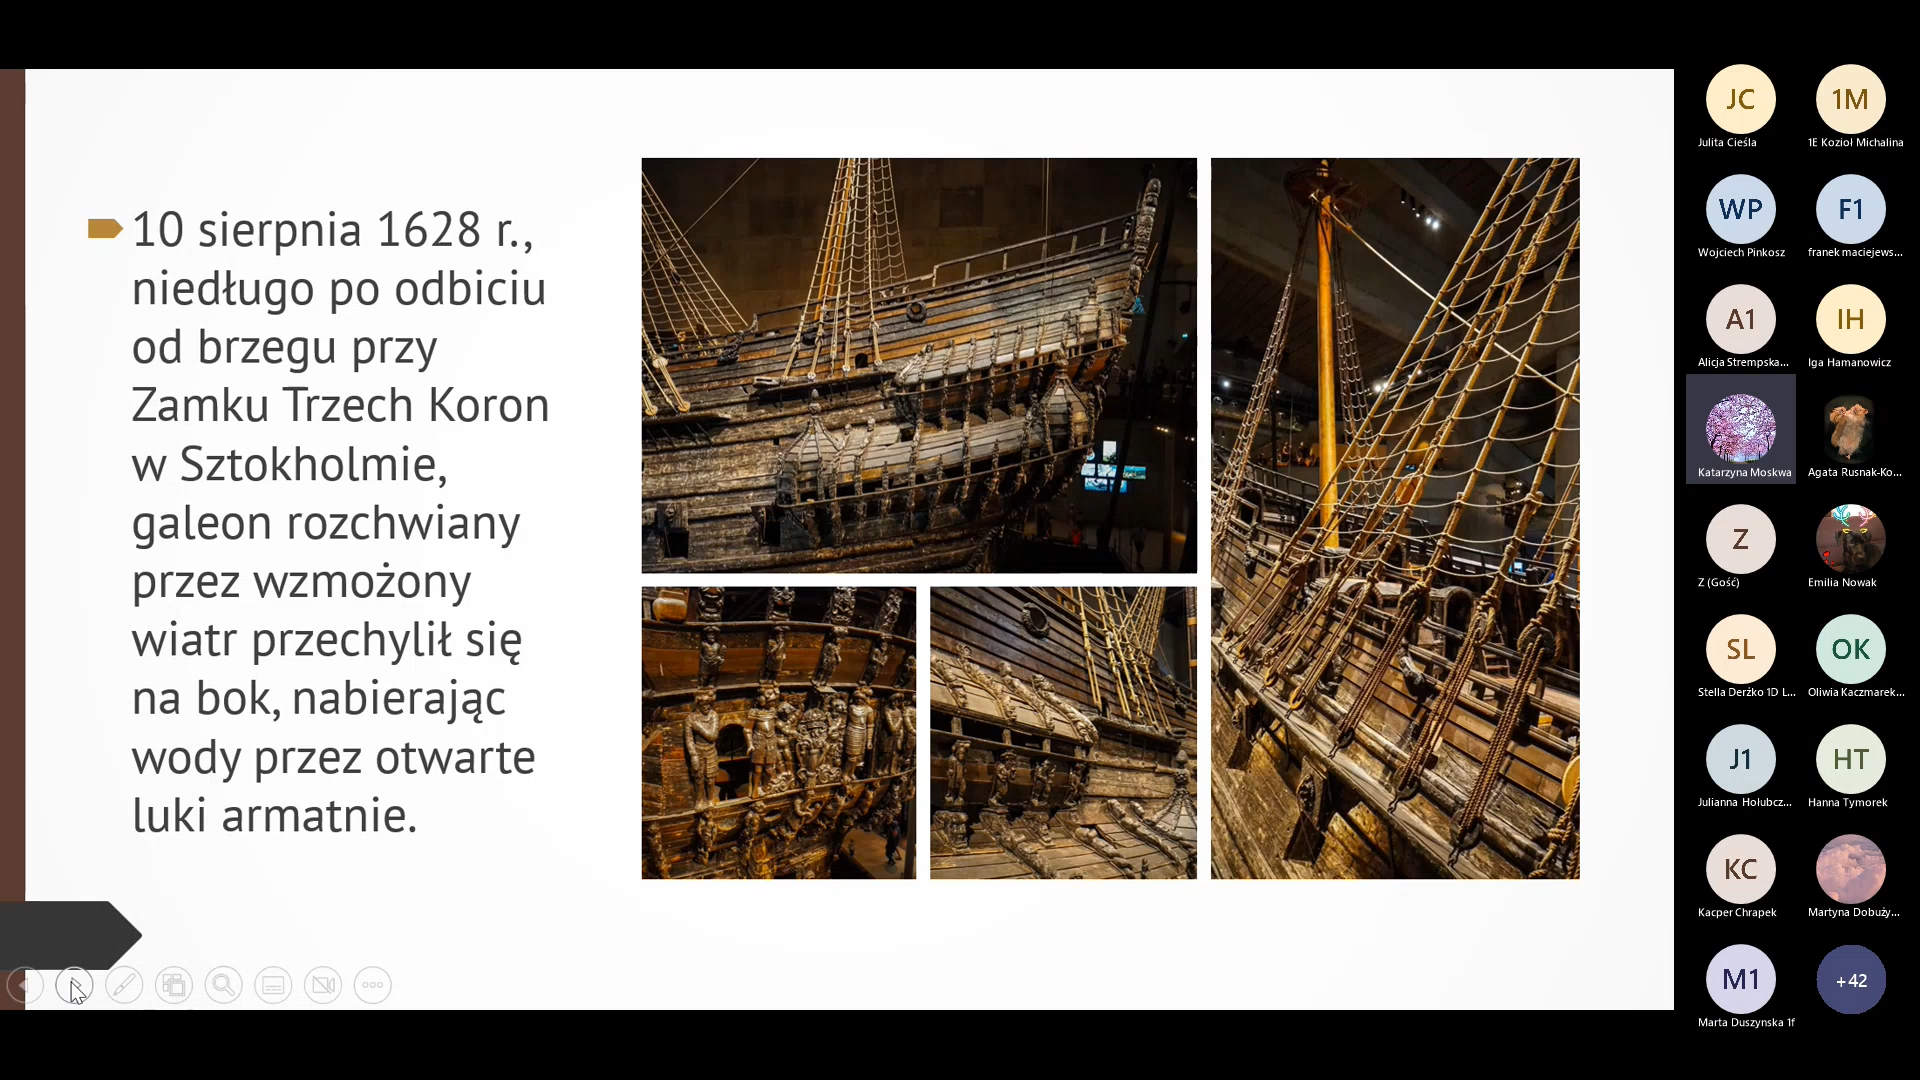 10 sierpnia 1628 r.,
niedługo po odbiciu
od brzegu przy
Zamku Trzech Koron
w Sztokholmie,
galeon rozchwiany
przez wzmożony
wiatr przechylił się
na bok, nabierając
wody przez otwarte
luki armatnie.
JC
Julita Cieśla
1M
1E Kozioł Michalina
WP
Wojciech Pinkosz
F1
franek maciejews...
A1
Alicja Strempska...
IH
Iga Hamanowicz
Katarzyna Moskwa
Agata Rusnak-Ko...
Z
Z (Gość)
Emilia Nowak
SL
Stella Derżko 1D L...
OK
Oliwia Kaczmarek...
J1
Julianna Hołubcz...
HT
Hanna Tymorek
KC
Kacper Chrapek
Martyna Dobuży...
M1
Marta Duszynska 1f
+42